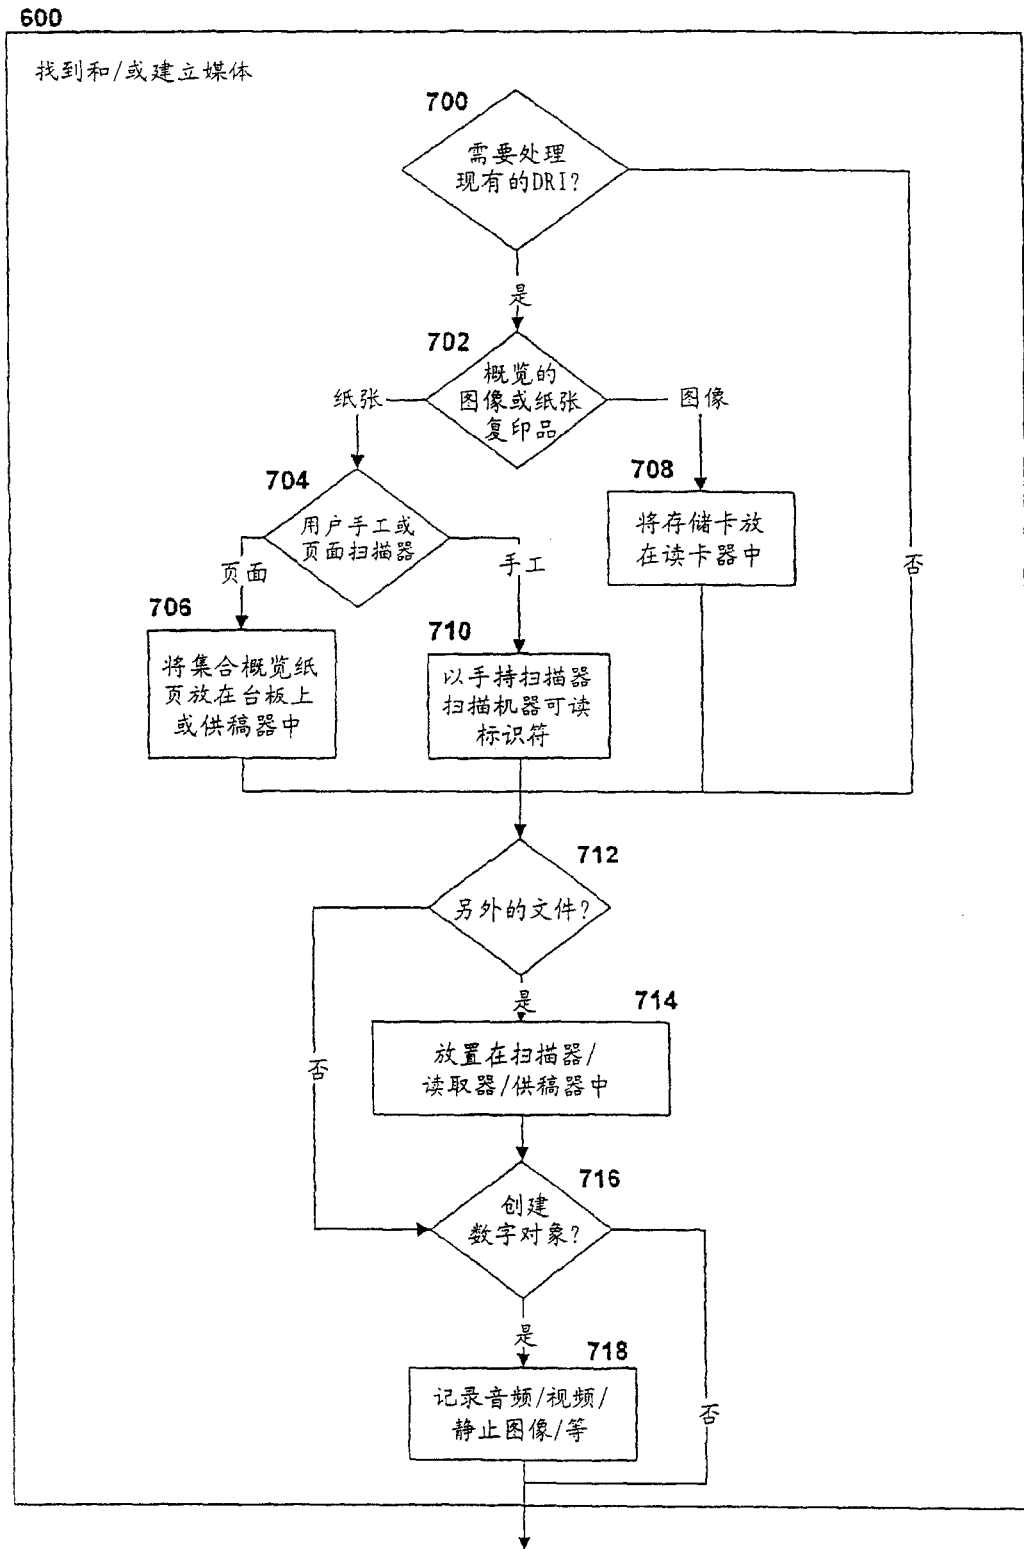 600
找到和/或建立媒体
700
需要处理
现有的DRI?
是
702
概览的
图像或纸张
复印品
纸张
图像
704
用户手工或
页面扫描器
708
将存储卡放
在读卡器中
否
页面
手工
706
将集合概览纸
页放在台板上
或供稿器中
710
以手持扫描器
扫描机器可读
标识符
712
另外的文件?
是
714
否
放置在扫描器/
读取器/供稿器中
716
创建
数字对象?
是
718
记录音频/视频/
静止图像/等
否